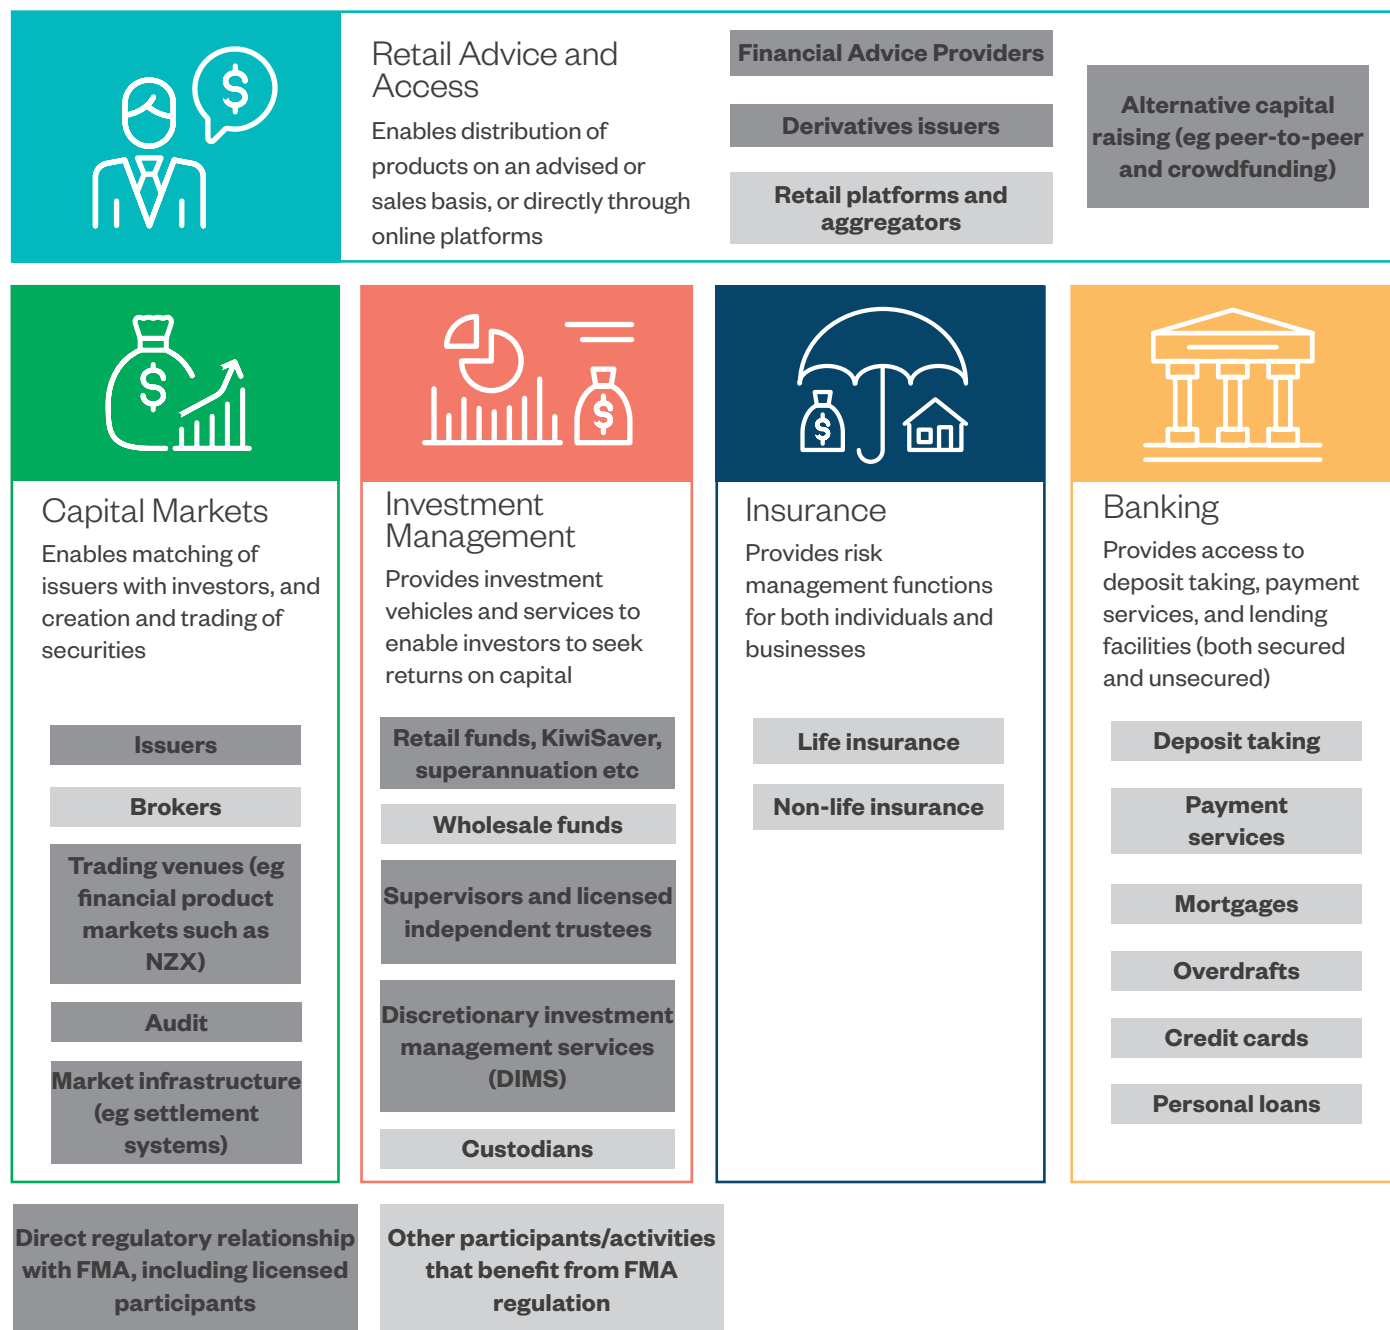 Retail Advice and
Access
Enables distribution of
products on an advised or
sales basis, or directly through
online platforms
Financial Advice Providers
Derivatives issuers
Retail platforms and
aggregators
Alternative capital
raising (eg peer-to-peer
and crowdfunding)
$
Capital Markets
Enables matching of
issuers with investors, and
creation and trading of
securities
Issuers
Brokers
Trading venues (eg
financial product
markets such as
NZX)
Audit
Market infrastructure
(eg settlement
systems)
$
Investment
Management
Provides investment
vehicles and services to
enable investors to seek
returns on capital
Retail funds, KiwiSaver,
superannuation etc
Wholesale funds
Supervisors and licensed
independent trustees
Discretionary investment
management services
(DIMS)
Custodians
$
Insurance
Provides risk
management functions
for both individuals and
businesses
Life insurance
Non-life insurance
$
Banking
Provides access to
deposit taking, payment
services, and lending
facilities (both secured
and unsecured)
Deposit taking
Payment
services
Mortgages
Overdrafts
Credit cards
Personal loans
Direct regulatory relationship
with FMA, including licensed
participants
Other participants/activities
that benefit from FMA
regulation